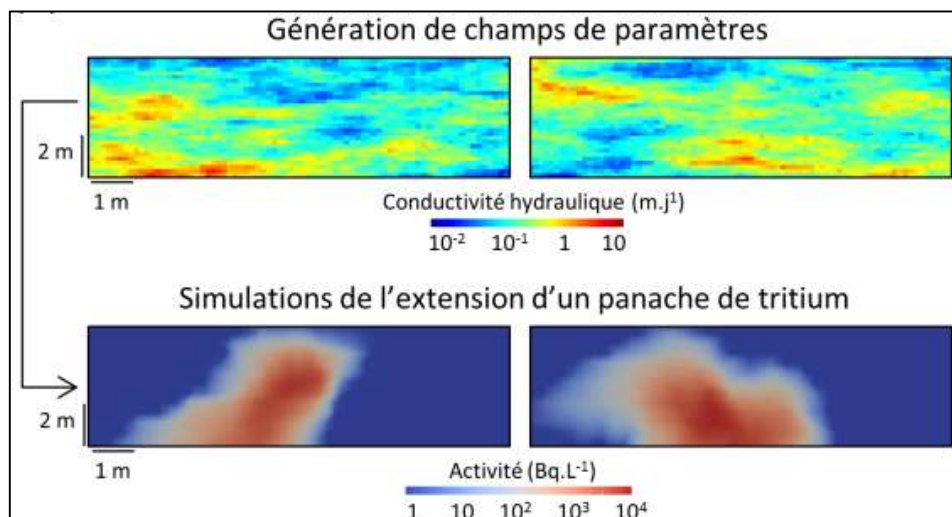 Génération de champs de paramètres
2 m
1 m
Conductivité hydraulique (m.j¹)
10⁻² 10⁻¹ 1 10
Simulations de l’extension d’un panache de tritium
2 m
1 m
Activité (Bq.L⁻¹)
1 10 10² 10³ 10⁴